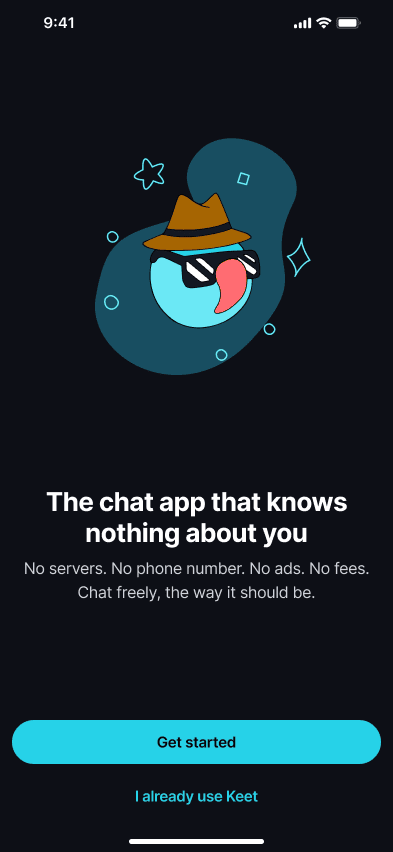 9:41
The chat app that knows
nothing about you
No servers. No phone number. No ads. No fees.
Chat freely, the way it should be.
Get started
I already use Keet